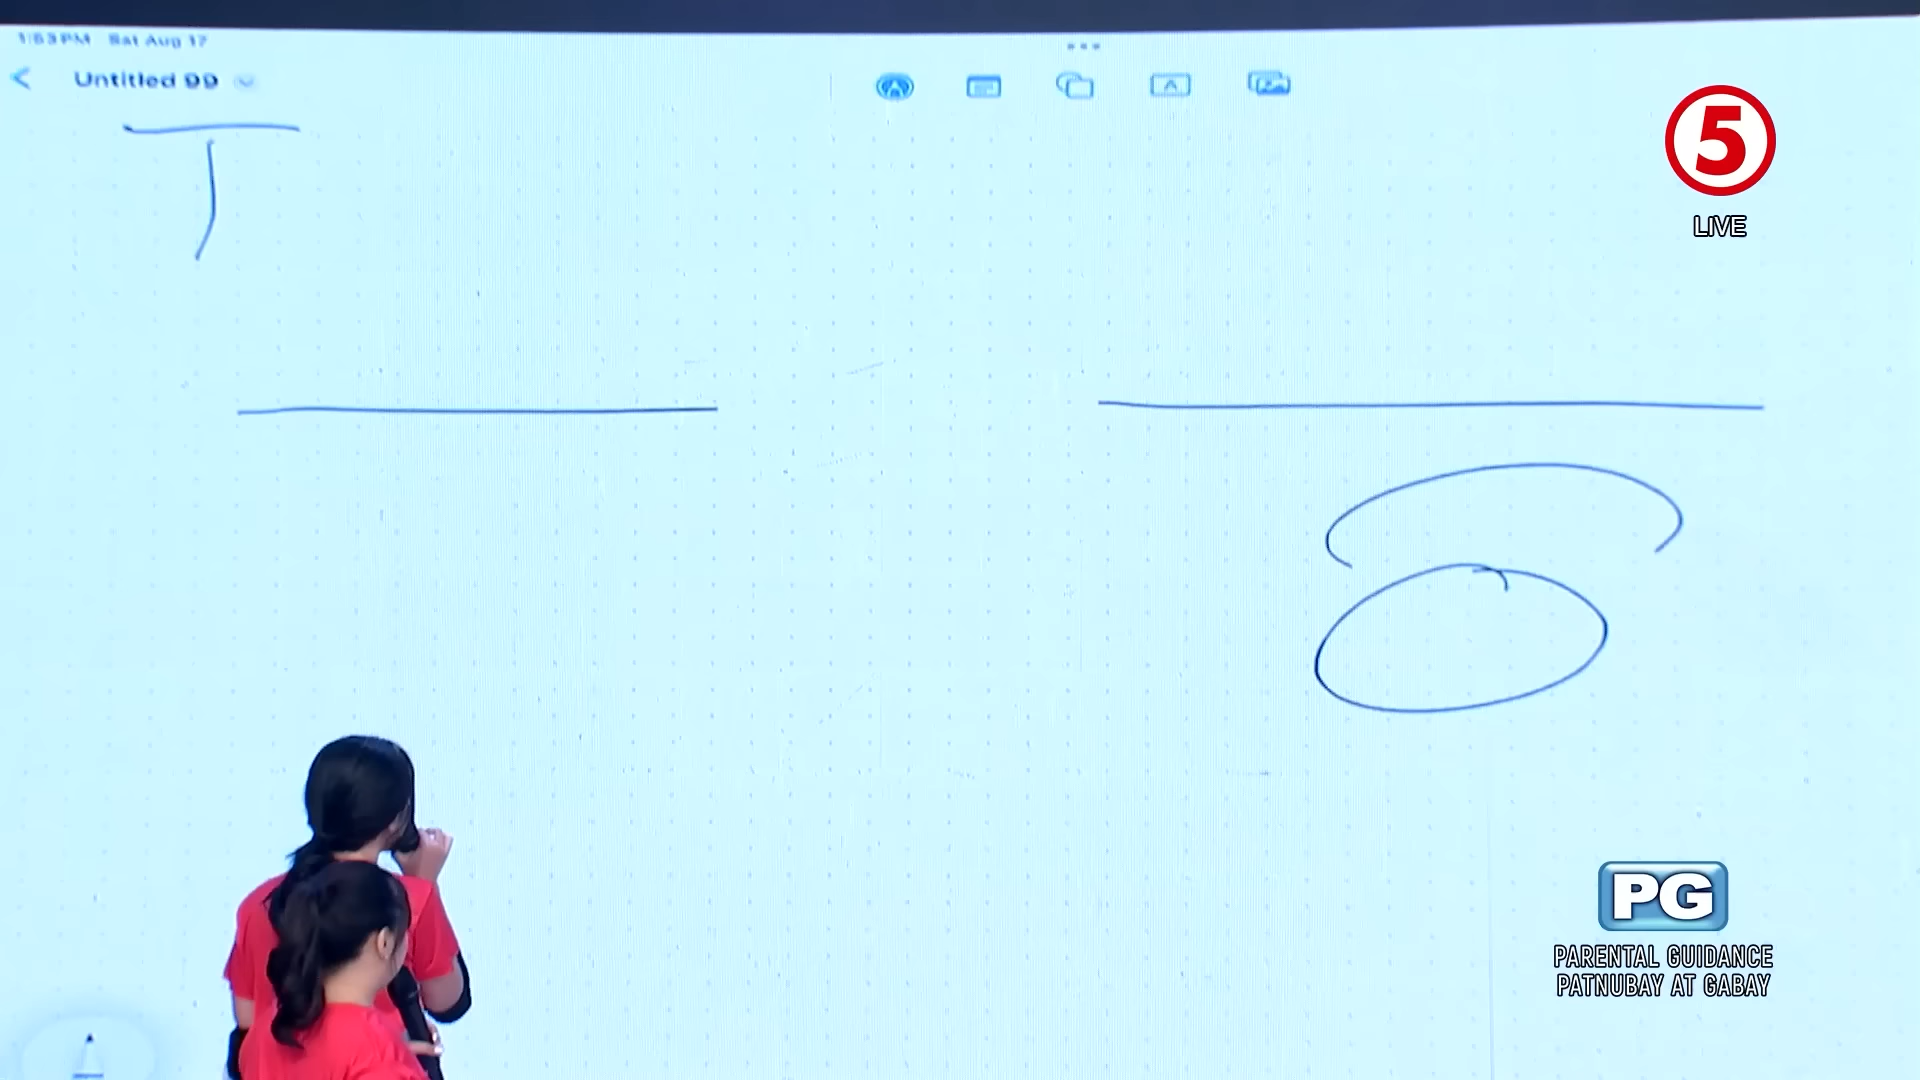 1:53 PM Sat Aug 17
Untitled 99
A
T
5
LIVE
PG
PARENTAL GUIDANCE
PATNUBAY AT GABAY